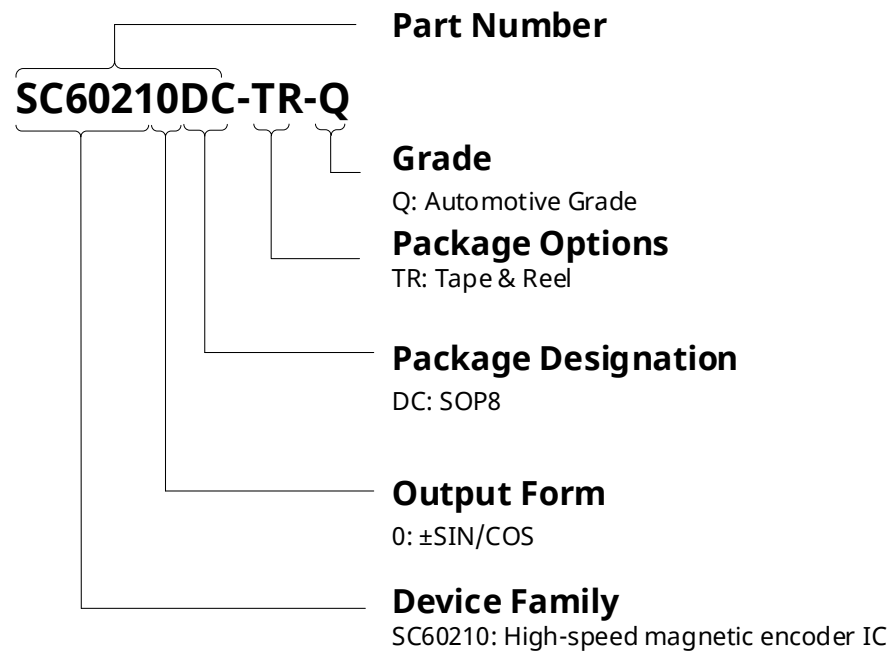 Part Number
SC60210DC-TR-Q
Grade
Q: Automotive Grade
Package Options
TR: Tape & Reel
Package Designation
DC: SOP8
Output Form
0: ±SIN/COS
Device Family
SC60210: High-speed magnetic encoder IC